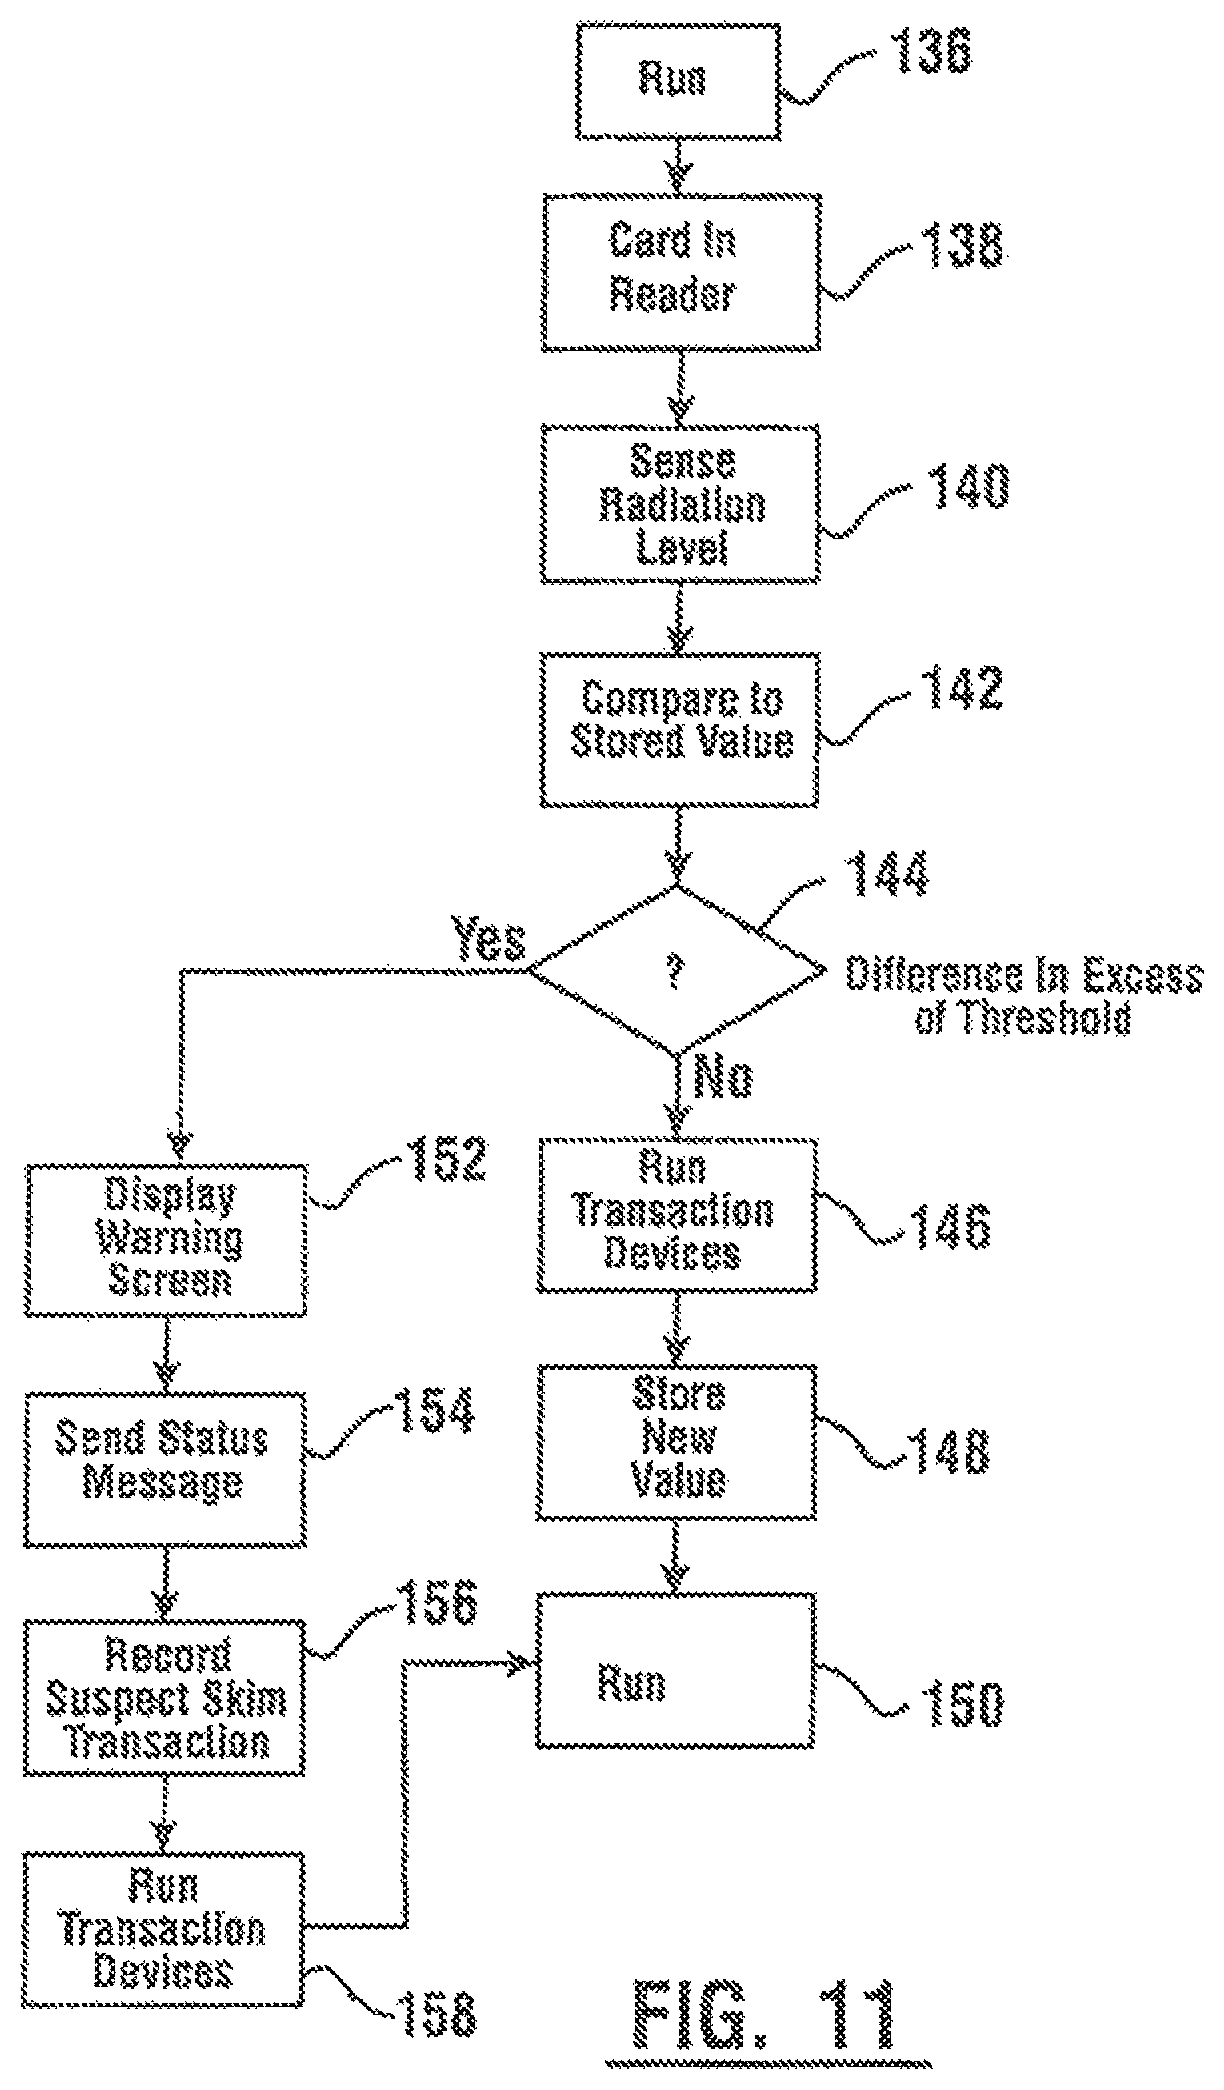 Run
136
Card In
Reader
138
Sense
Radiation
Level
140
Compare to
Stored Value
142
144
Yes
?
Difference In Excess
of Threshold
No
Display
Warning
Screen
152
Run
Transaction
Devices
146
Send Status
Message
154
Store
New
Value
148
Record
Suspect Skim
Transaction
156
Run
150
Run
Transaction
Devices
158
FIG. 11